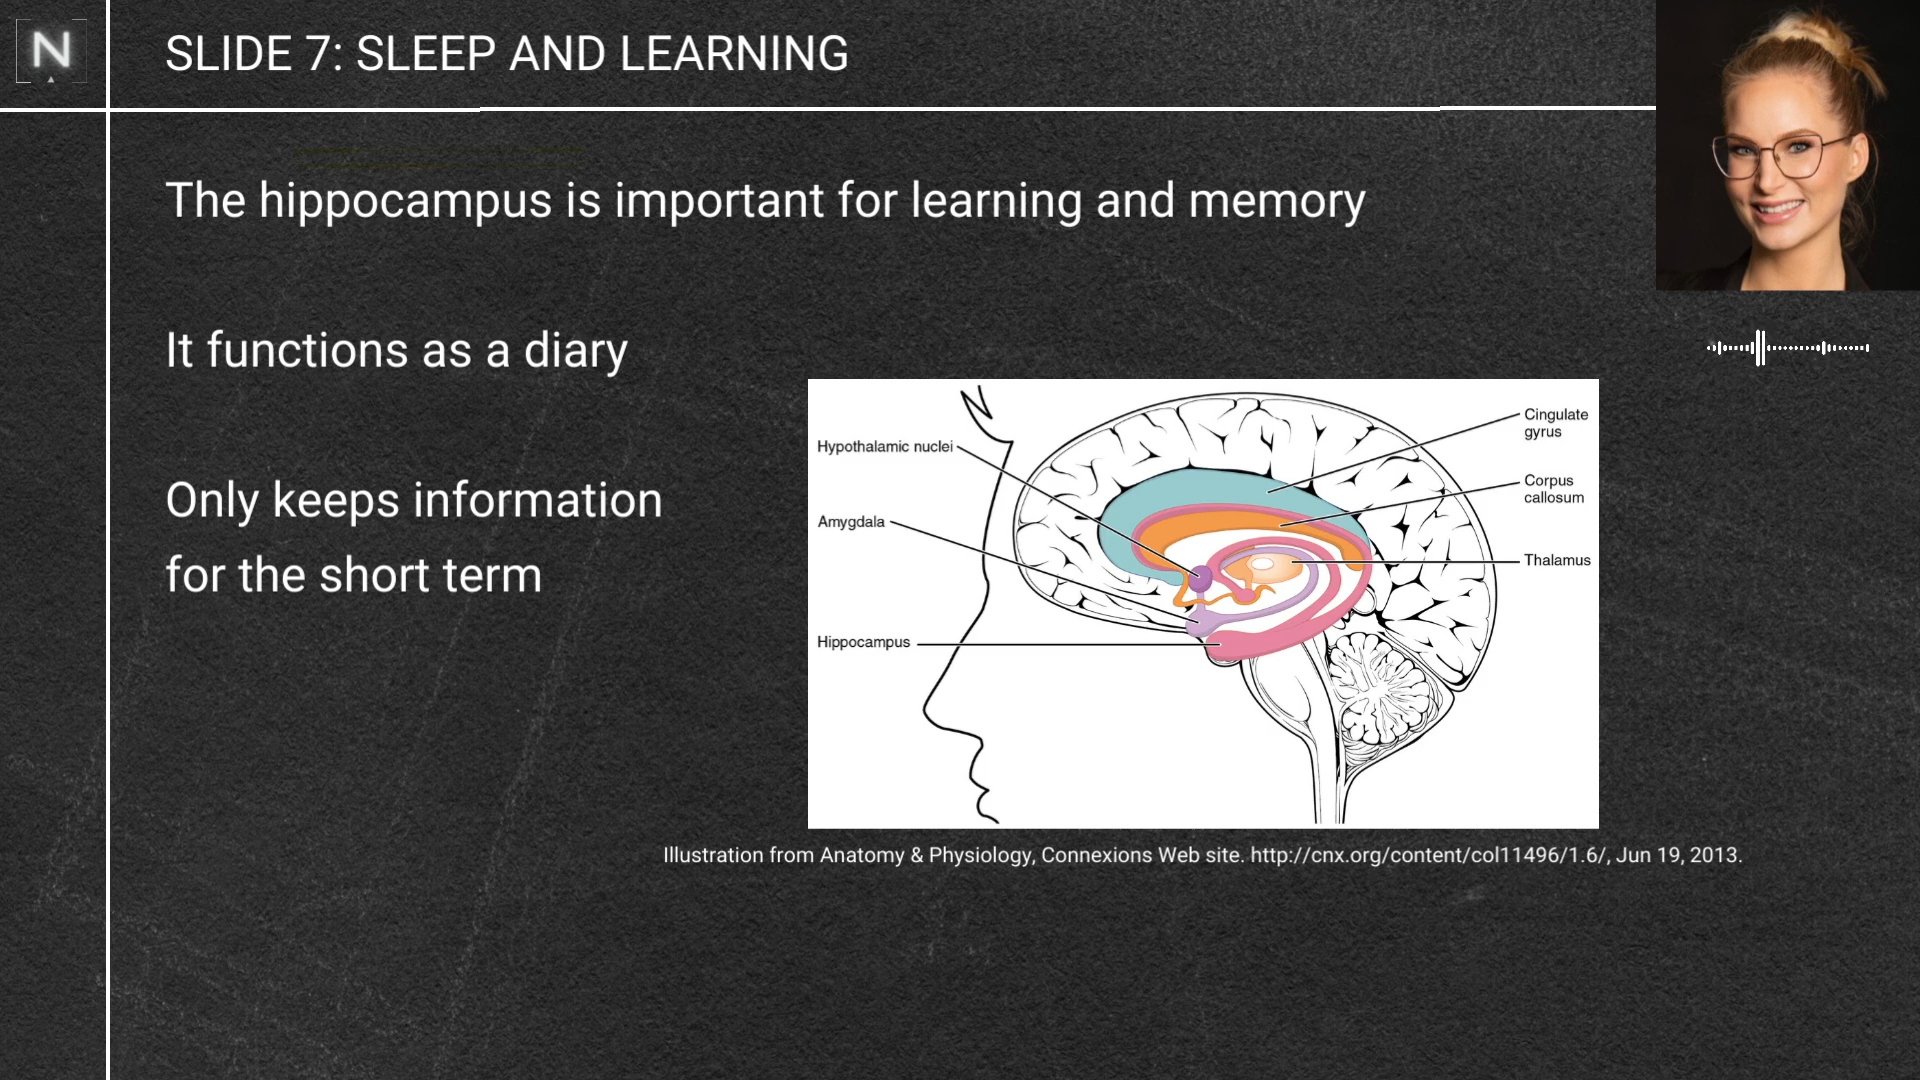 N
SLIDE 7: SLEEP AND LEARNING
The hippocampus is important for learning and memory
It functions as a diary
Only keeps information
for the short term
Hypothalamic nuclei
Amygdala
Hippocampus
Cingulate
gyrus
Corpus
callosum
Thalamus
Illustration from Anatomy & Physiology, Connexions Web site. http://cnx.org/content/col11496/1.6/, Jun 19, 2013.